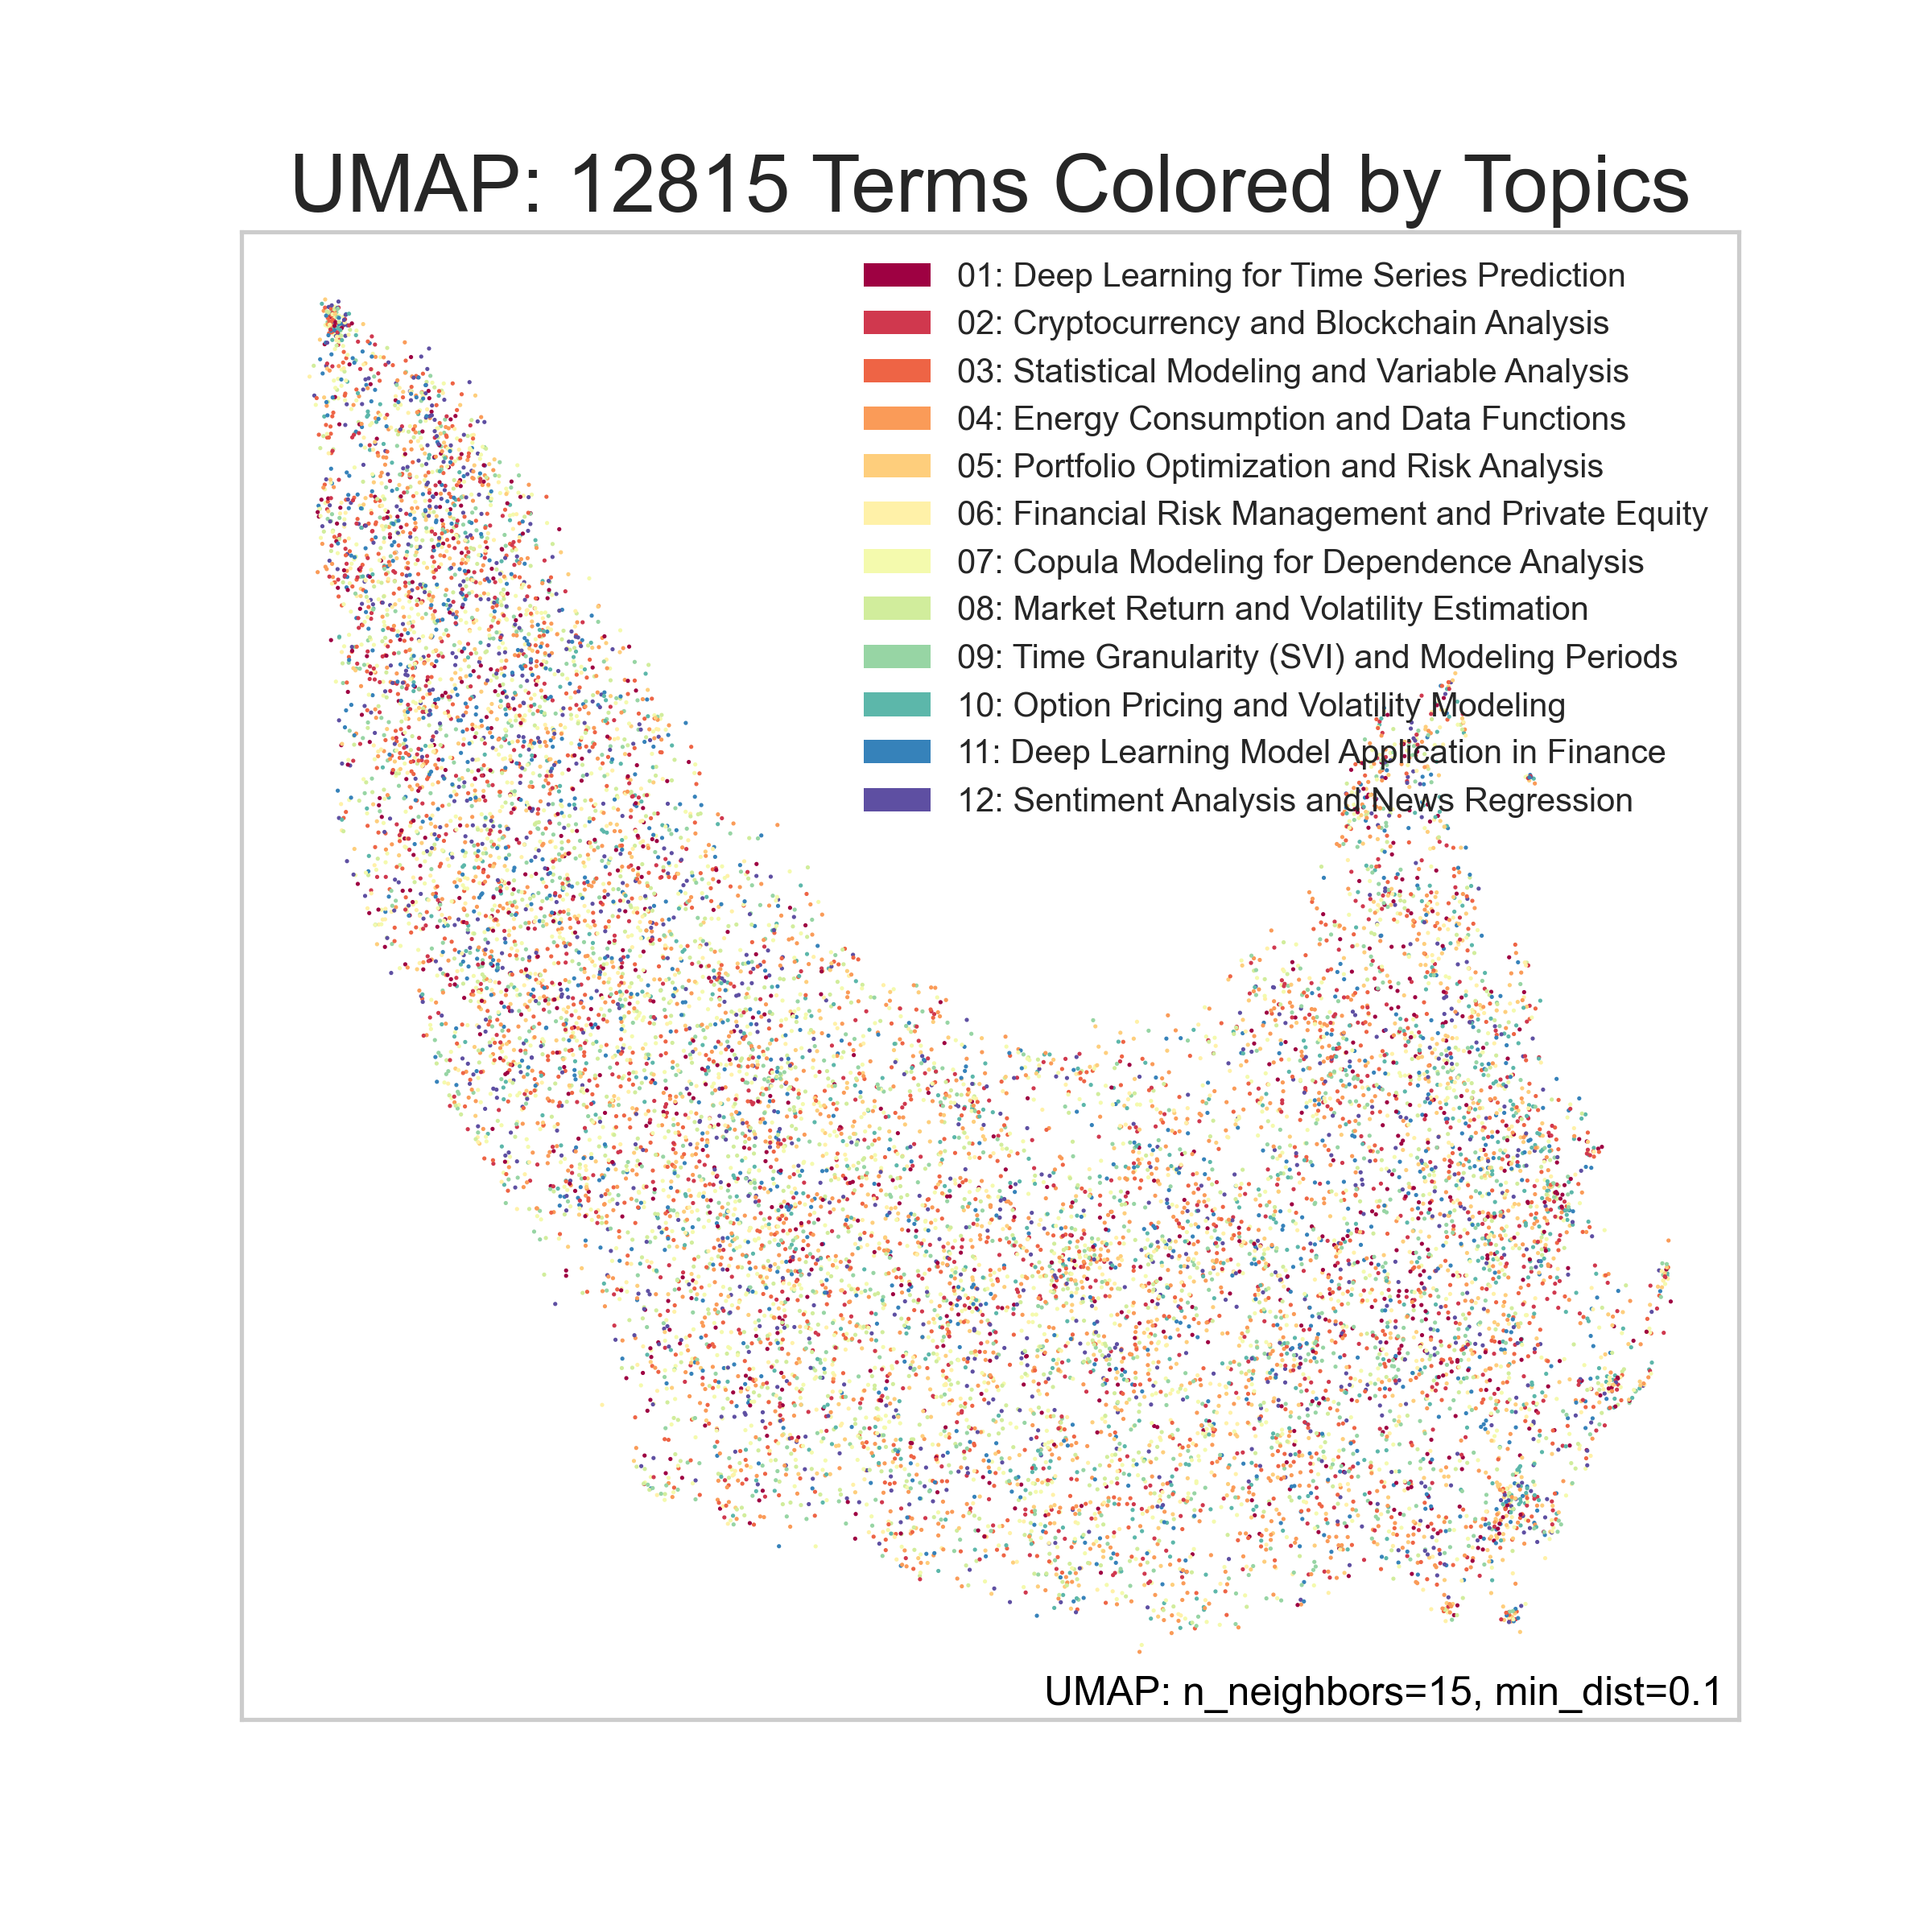 UMAP: 12815 Terms Colored by Topics
01: Deep Learning for Time Series Prediction
02: Cryptocurrency and Blockchain Analysis
03: Statistical Modeling and Variable Analysis
04: Energy Consumption and Data Functions
05: Portfolio Optimization and Risk Analysis
06: Financial Risk Management and Private Equity
07: Copula Modeling for Dependence Analysis
08: Market Return and Volatility Estimation
09: Time Granularity (SVI) and Modeling Periods
10: Option Pricing and Volatility Modeling
11: Deep Learning Model Application in Finance
12: Sentiment Analysis and News Regression
UMAP: n_neighbors=15, min_dist=0.1